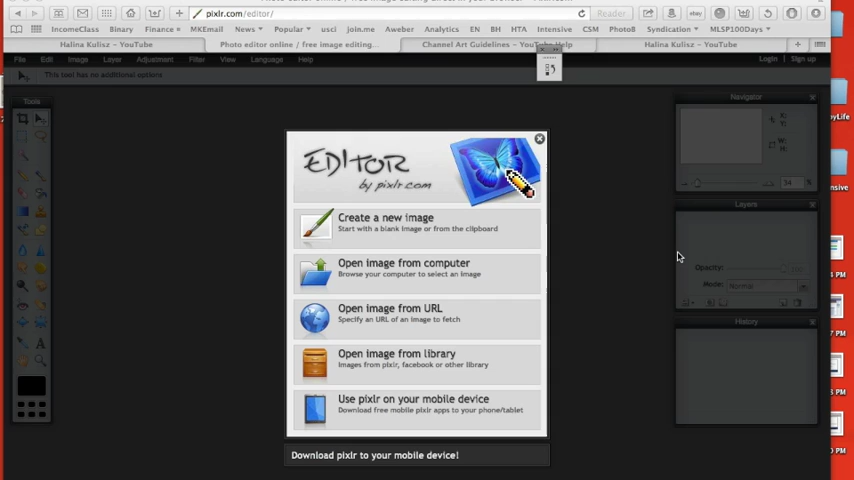 pixlr.com/editor/
Reader
IncomeClass Binary Finance MKEmail News Popular usci join.me Aweber Analytics EN BH HTA Intensive CSM Photo8 Instagram MLSP100Days
Halina Kulisz – YouTube
Photo editor online / free image editing...
Channel Art Guidelines – YouTube Help
Halina Kulisz – YouTube
File Edit Image Layer Adjustment Filter View Language Help
Login Sign up
This tool has no additional options
Tools
Navigator
X:
Y:
W:
H:
34
EDITOR
by pixlr.com
Create a new image
Start with a blank image or from the clipboard
Open image from computer
Browse your computer to select an image
Open image from URL
Specify an URL of an image to fetch
Open image from library
Images from pixlr, facebook or other library
Use pixlr on your mobile device
Download free mobile pixlr apps to your phone/tablet
Download pixlr to your mobile device!
Layers
Opacity:
Mode: Normal
History